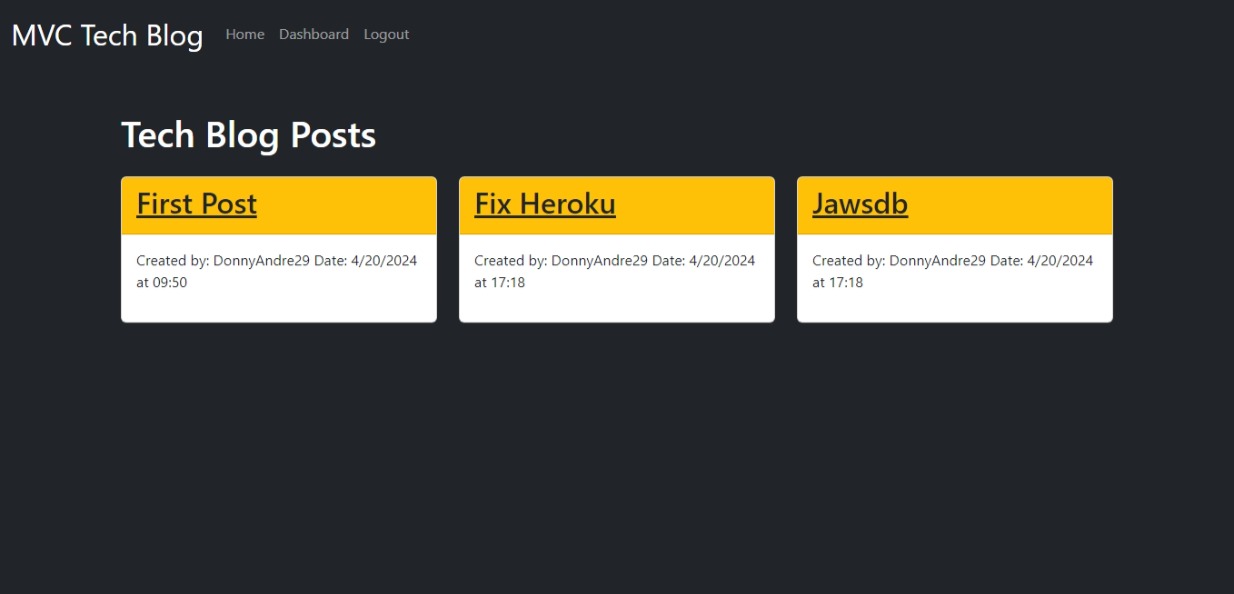 MVC Tech Blog Home Dashboard Logout
Tech Blog Posts
First Post
Created by: DonnyAndre29 Date: 4/20/2024
at 09:50
Fix Heroku
Created by: DonnyAndre29 Date: 4/20/2024
at 17:18
Jawsdb
Created by: DonnyAndre29 Date: 4/20/2024
at 17:18